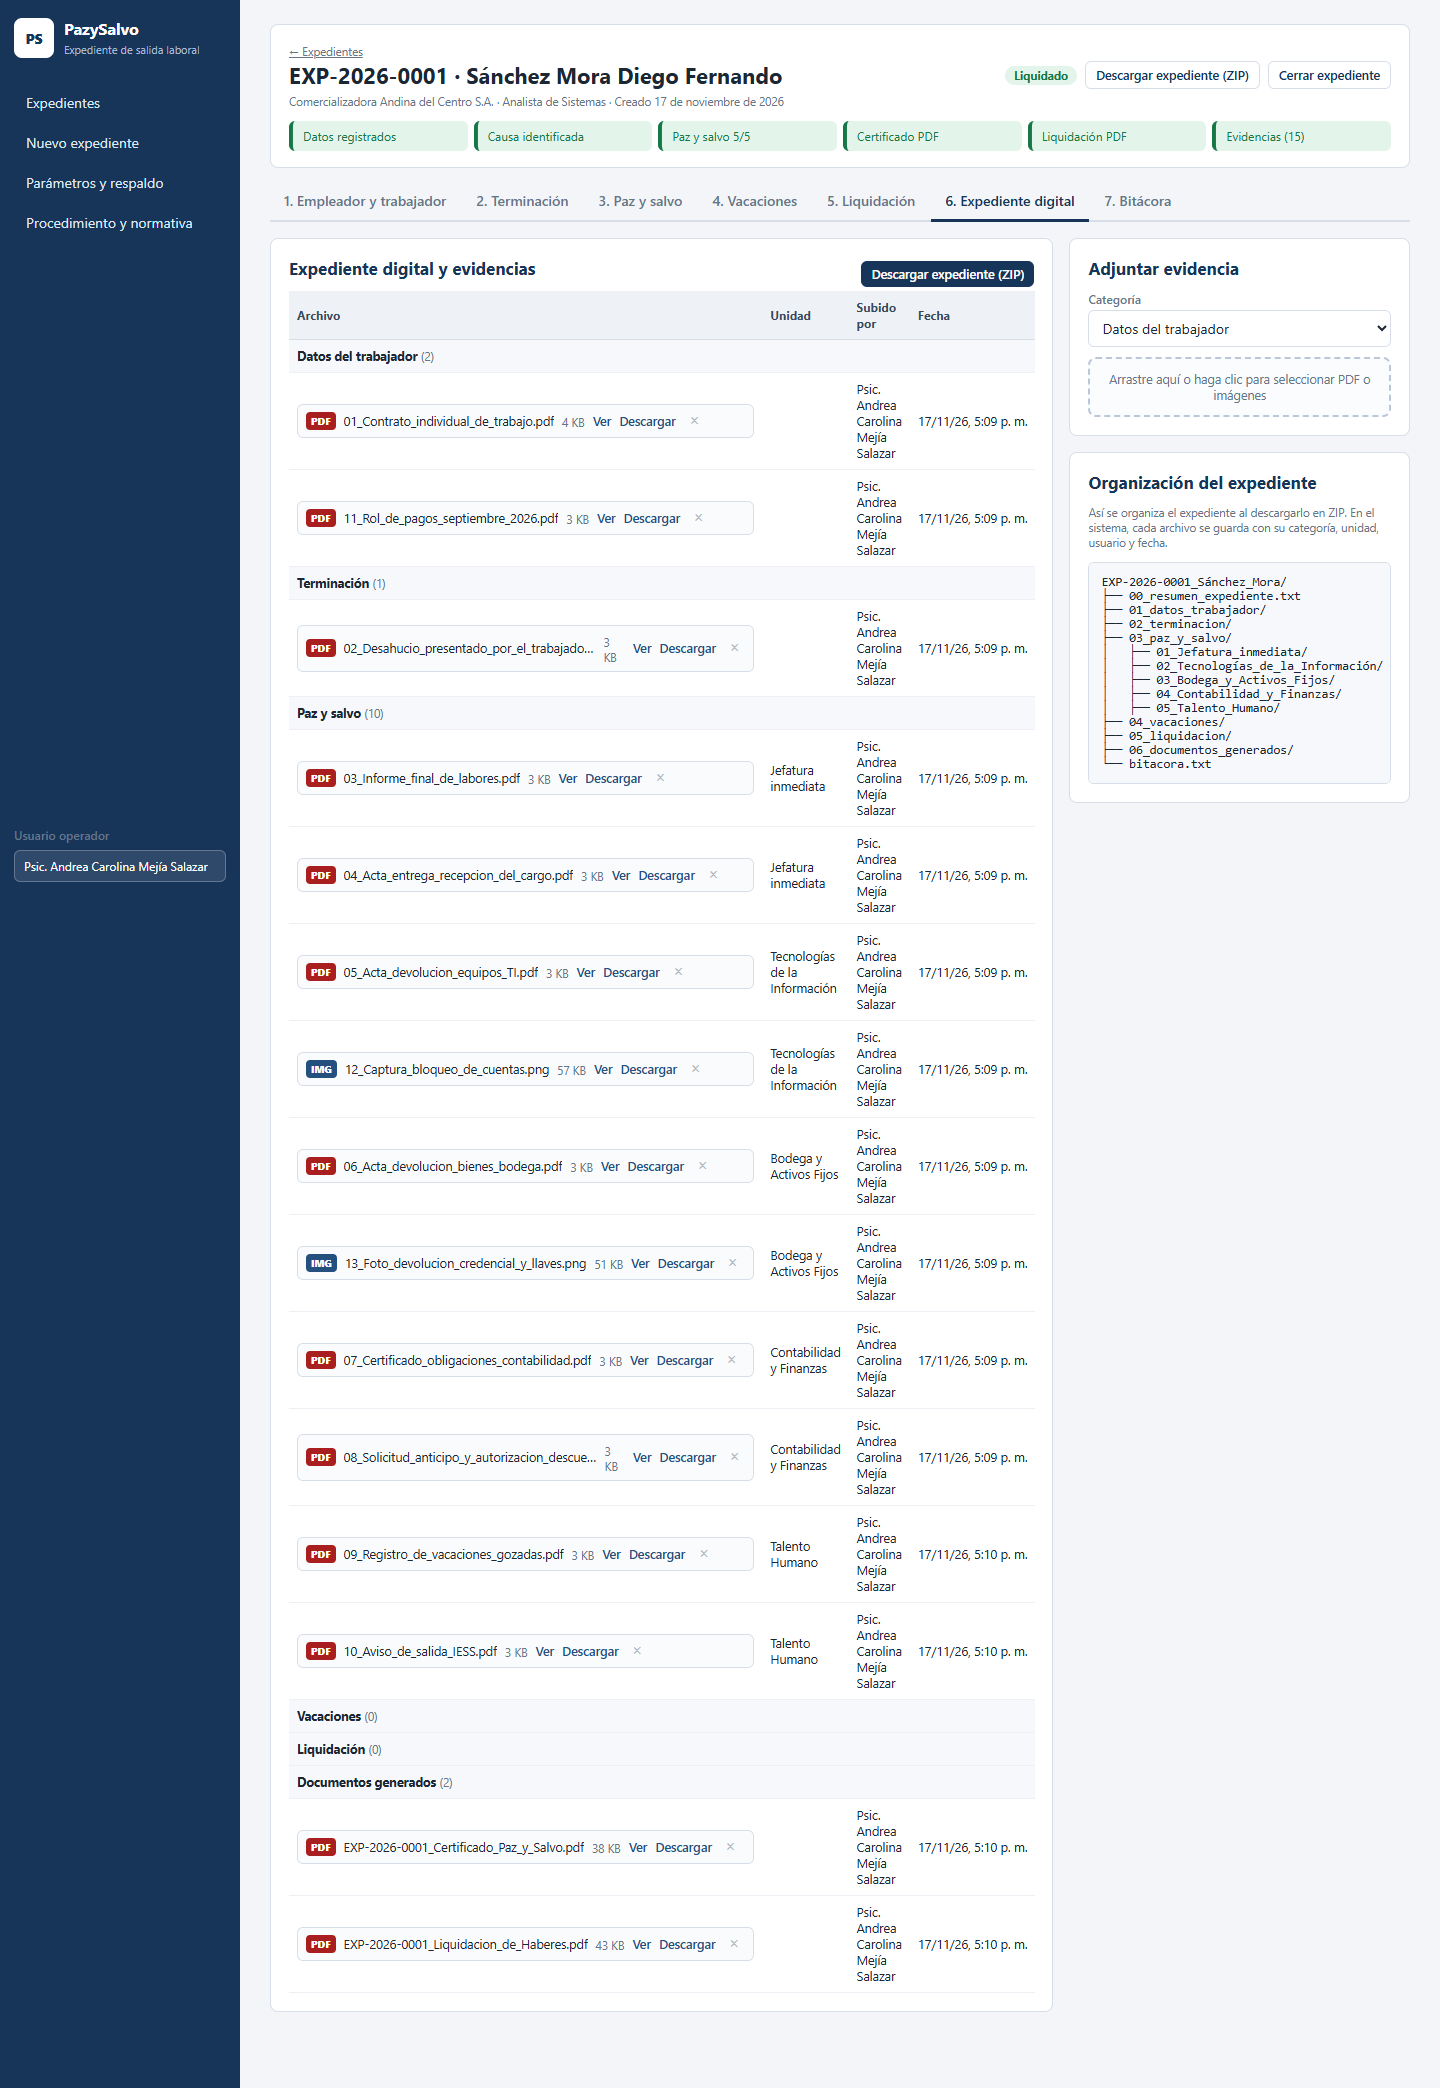 PS
PazySalvo
Expediente de salida laboral
Expedientes
Nuevo expediente
Parámetros y respaldo
Procedimiento y normativa
Usuario operador
Psic. Andrea Carolina Mejía Salazar
← Expedientes
EXP-2026-0001 · Sánchez Mora Diego Fernando
Comercializadora Andina del Centro S.A. · Analista de Sistemas · Creado 17 de noviembre de 2026
Liquidado
Descargar expediente (ZIP)
Cerrar expediente
Datos registrados
Causa identificada
Paz y salvo 5/5
Certificado PDF
Liquidación PDF
Evidencias (15)
1. Empleador y trabajador
2. Terminación
3. Paz y salvo
4. Vacaciones
5. Liquidación
6. Expediente digital
7. Bitácora
Expediente digital y evidencias
Descargar expediente (ZIP)
Archivo
Unidad
Subido
por
Fecha
Datos del trabajador (2)
PDF 01_Contrato_individual_de_trabajo.pdf 4 KB Ver Descargar ×
Psic.
Andrea
Carolina
Mejía
Salazar
17/11/26, 5:09 p. m.
PDF 11_Rol_de_pagos_septiembre_2026.pdf 3 KB Ver Descargar ×
Psic.
Andrea
Carolina
Mejía
Salazar
17/11/26, 5:09 p. m.
Terminación (1)
PDF 02_Desahucio_presentado_por_el_trabajado... 3
KB Ver Descargar ×
Psic.
Andrea
Carolina
Mejía
Salazar
17/11/26, 5:09 p. m.
Paz y salvo (10)
PDF 03_Informe_final_de_labores.pdf 3 KB Ver Descargar ×
Jefatura
inmediata
Psic.
Andrea
Carolina
Mejía
Salazar
17/11/26, 5:09 p. m.
PDF 04_Acta_entrega_recepcion_del_cargo.pdf 3 KB Ver Descargar ×
Jefatura
inmediata
Psic.
Andrea
Carolina
Mejía
Salazar
17/11/26, 5:09 p. m.
PDF 05_Acta_devolucion_equipos_TI.pdf 3 KB Ver Descargar ×
Tecnologías
de la
Información
Psic.
Andrea
Carolina
Mejía
Salazar
17/11/26, 5:09 p. m.
IMG 12_Captura_bloqueo_de_cuentas.png 57 KB Ver Descargar ×
Tecnologías
de la
Información
Psic.
Andrea
Carolina
Mejía
Salazar
17/11/26, 5:09 p. m.
PDF 06_Acta_devolucion_bienes_bodega.pdf 3 KB Ver Descargar ×
Bodega y
Activos Fijos
Psic.
Andrea
Carolina
Mejía
Salazar
17/11/26, 5:09 p. m.
IMG 13_Foto_devolucion_credencial_y_llaves.png 51 KB Ver Descargar ×
Bodega y
Activos Fijos
Psic.
Andrea
Carolina
Mejía
Salazar
17/11/26, 5:09 p. m.
PDF 07_Certificado_obligaciones_contabilidad.pdf 3 KB Ver Descargar ×
Contabilidad
y Finanzas
Psic.
Andrea
Carolina
Mejía
Salazar
17/11/26, 5:09 p. m.
PDF 08_Solicitud_anticipo_y_autorizacion_descue... 3
KB Ver Descargar ×
Contabilidad
y Finanzas
Psic.
Andrea
Carolina
Mejía
Salazar
17/11/26, 5:09 p. m.
PDF 09_Registro_de_vacaciones_gozadas.pdf 3 KB Ver Descargar ×
Talento
Humano
Psic.
Andrea
Carolina
Mejía
Salazar
17/11/26, 5:10 p. m.
PDF 10_Aviso_de_salida_IESS.pdf 3 KB Ver Descargar ×
Talento
Humano
Psic.
Andrea
Carolina
Mejía
Salazar
17/11/26, 5:10 p. m.
Vacaciones (0)
Liquidación (0)
Documentos generados (2)
PDF EXP-2026-0001_Certificado_Paz_y_Salvo.pdf 38 KB Ver Descargar ×
Psic.
Andrea
Carolina
Mejía
Salazar
17/11/26, 5:10 p. m.
PDF EXP-2026-0001_Liquidacion_de_Haberes.pdf 43 KB Ver Descargar ×
Psic.
Andrea
Carolina
Mejía
Salazar
17/11/26, 5:10 p. m.
Adjuntar evidencia
Categoría
Datos del trabajador
Arrastre aquí o haga clic para seleccionar PDF o
imágenes
Organización del expediente
Así se organiza el expediente al descargarlo en ZIP. En el
sistema, cada archivo se guarda con su categoría, unidad,
usuario y fecha.
EXP-2026-0001_Sánchez_Mora/
├── 00_resumen_expediente.txt
├── 01_datos_trabajador/
├── 02_terminacion/
├── 03_paz_y_salvo/
│   ├── 01_Jefatura_inmediata/
│   ├── 02_Tecnologías_de_la_Información/
│   ├── 03_Bodega_y_Activos_Fijos/
│   ├── 04_Contabilidad_y_Finanzas/
│   ├── 05_Talento_Humano/
├── 04_vacaciones/
├── 05_liquidacion/
├── 06_documentos_generados/
└── bitacora.txt